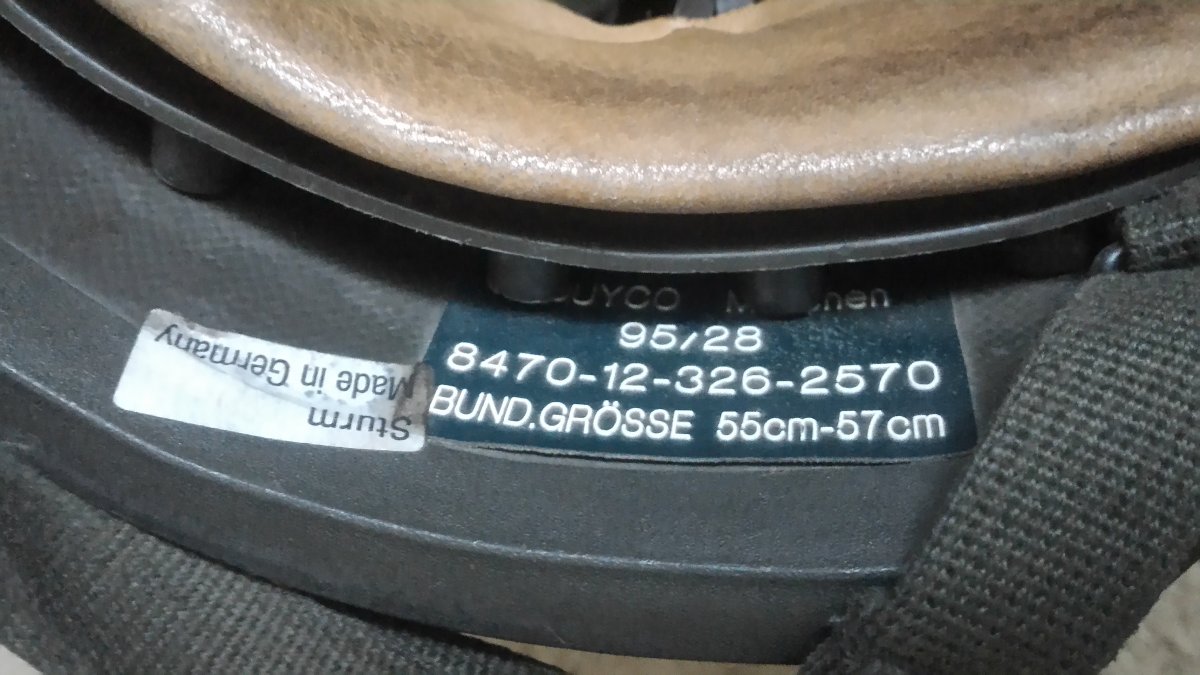 95/28
8470-12-326-2570
BUND.GRÖSSE 55cm-57cm
Sturm
Made in Germany